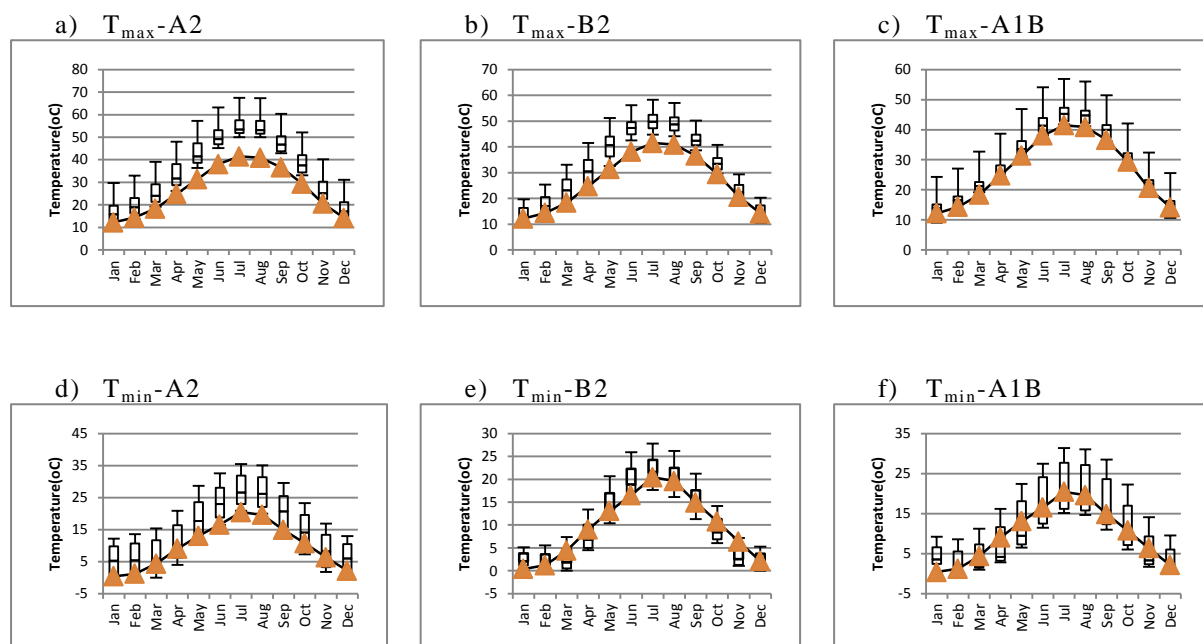 a) Tmax-A2
b) Tmax-B2
c) Tmax-A1B
Temperature(oC)
80
70
60
50
40
30
20
10
0
Jan Feb Mar Apr May Jun Jul Aug Sep Oct Nov Dec
Temperature(oC)
70
60
50
40
30
20
10
0
Jan Feb Mar Apr May Jun Jul Aug Sep Oct Nov Dec
Temperature(oC)
60
50
40
30
20
10
0
Jan Feb Mar Apr May Jun Jul Aug Sep Oct Nov Dec
d) Tmin-A2
e) Tmin-B2
f) Tmin-A1B
Temperature(oC)
45
35
25
15
5
-5
Jan Feb Mar Apr May Jun Jul Aug Sep Oct Nov Dec
Temperature(oC)
30
25
20
15
10
5
0
-5
Jan Feb Mar Apr May Jun Jul Aug Sep Oct Nov Dec
Temperature(oC)
35
25
15
5
-5
Jan Feb Mar Apr May Jun Jul Aug Sep Oct Nov Dec